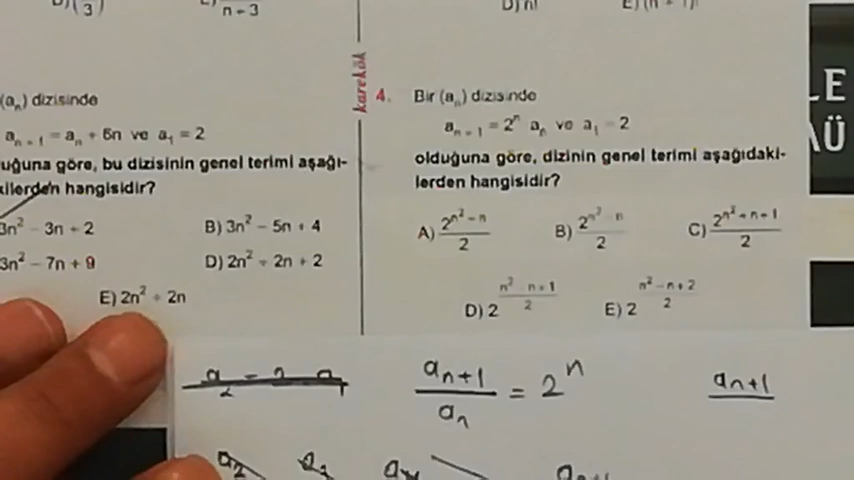 n - 3
D) n!
(aₙ) dizisinde
aₙ₊₁ = aₙ + 6n ve a₁ = 2
uğuna göre, bu dizisinin genel terimi aşağı-
kilerden hangisidir?
3n² - 3n + 2 B) 3n² - 5n + 4
3n² - 7n + 9 D) 2n² + 2n + 2
E) 2n² + 2n
karekök
4. Bir (aₙ) dizisinde
aₙ₊₁ = 2ⁿ aₙ ve a₁ = 2
olduğuna göre, dizinin genel terimi aşağıdaki-
lerden hangisidir?
A) 2^(n² - n) / 2 B) 2^(n² - n) / 2 C) 2^(n² + n + 1) / 2
D) 2^((n² - n + 1)/2) E) 2^((n² - n + 2)/2)
aₙ₊₁ / aₙ = 2ⁿ aₙ₊₁
a₂ a₃
LE
AÜ